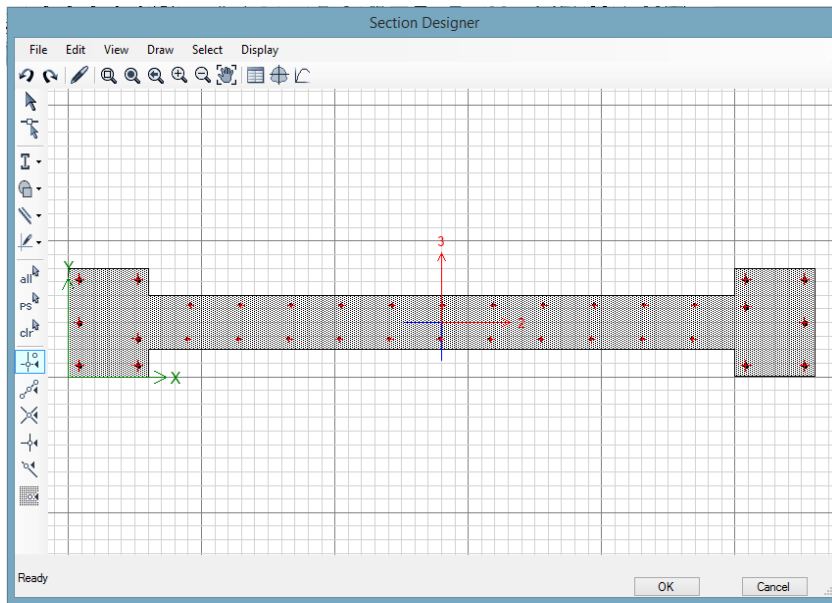 Section Designer
File Edit View Draw Select Display
all
PS
clr
3
Y
2
X
Ready
OK Cancel